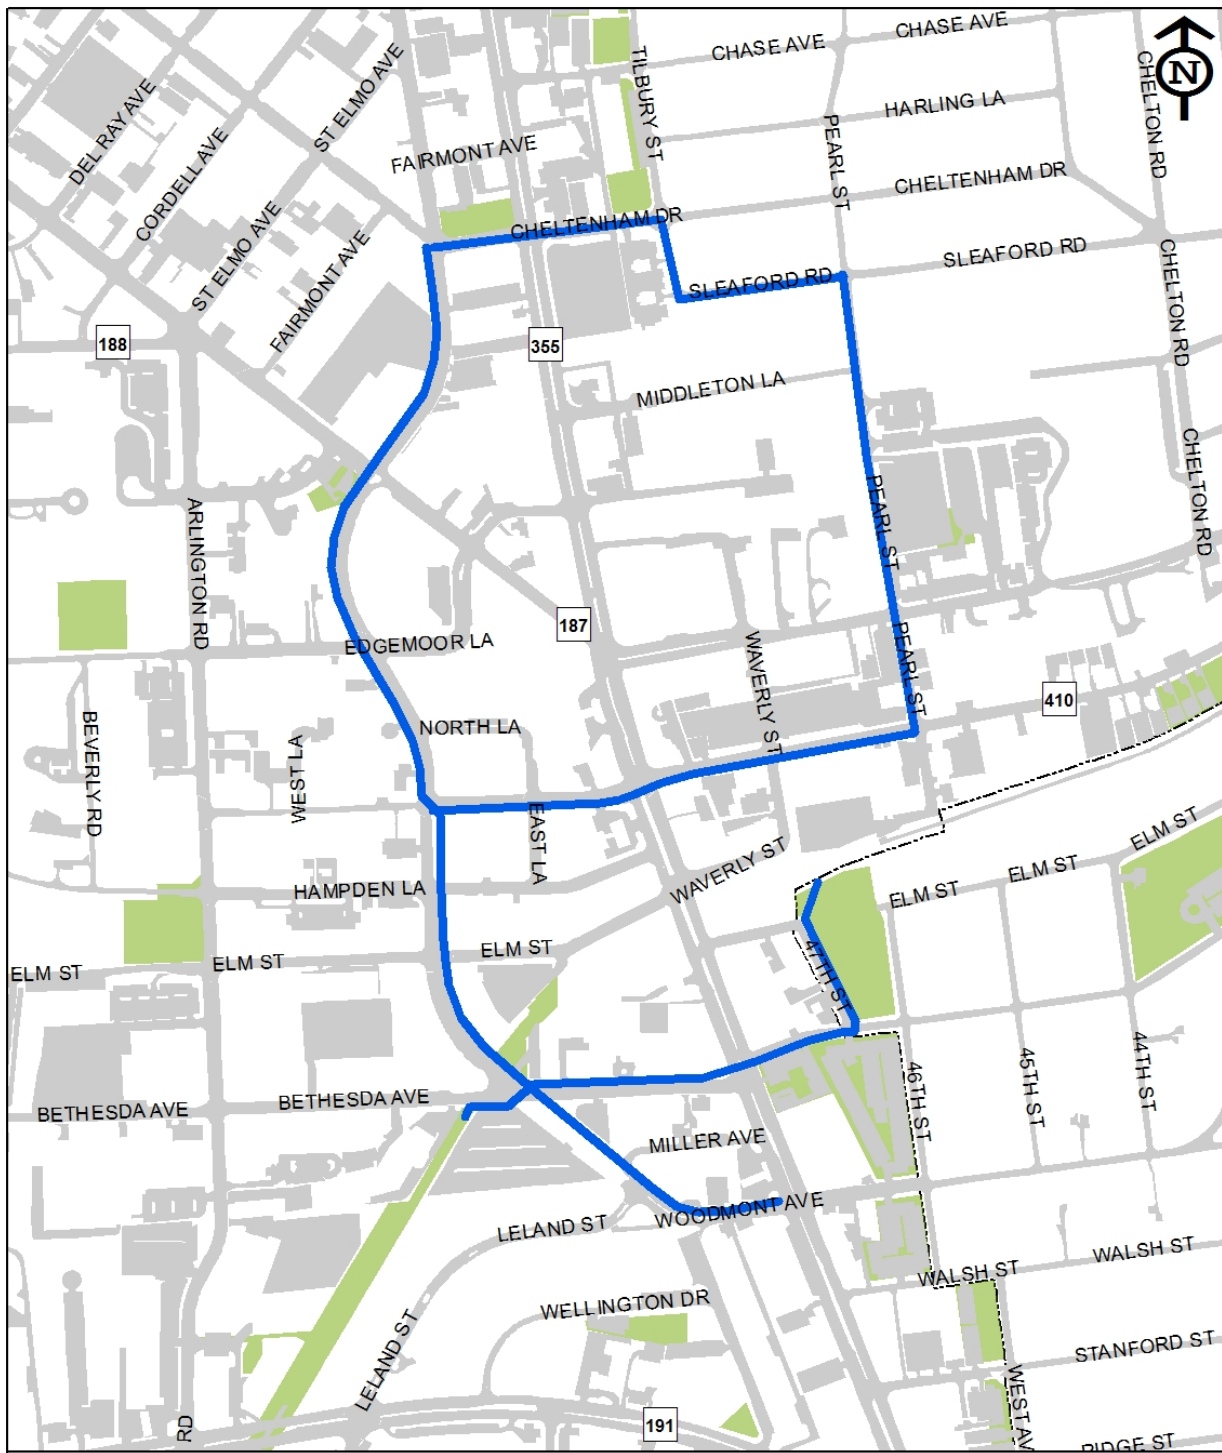 CHASE AVE
CHASE AVE
N
DEL RAY AVE
CORDELL AVE
ST ELMO AVE
TILBURY ST
CHELTON RD
HARLING LA
FAIRMONT AVE
PEARL ST
CHELTENHAM DR
CHELTENHAM DR
ST ELMO AVE
FAIRMONT AVE
SLEAFORD RD
SLEAFORD RD
CHELTON RD
188
355
MIDDLETON LA
CHELTON RD
ARLINGTON RD
PEARL ST
187
EDGEMOOR LA
WAVERLY ST
PEARL ST
410
BEVERLY RD
WEST LA
NORTH LA
EAST LA
WAVERLY ST
ELM ST
ELM ST
ELM ST
HAMPDEN LA
ELM ST
ELM ST
ELM ST
47TH ST
46TH ST
45TH ST
44TH ST
BETHESDA AVE
BETHESDA AVE
MILLER AVE
WOODMONT AVE
LELAND ST
WALSH ST
WALSH ST
WELLINGTON DR
LELAND ST
STANFORD ST
WEST AV
RD
191
RIDGE ST